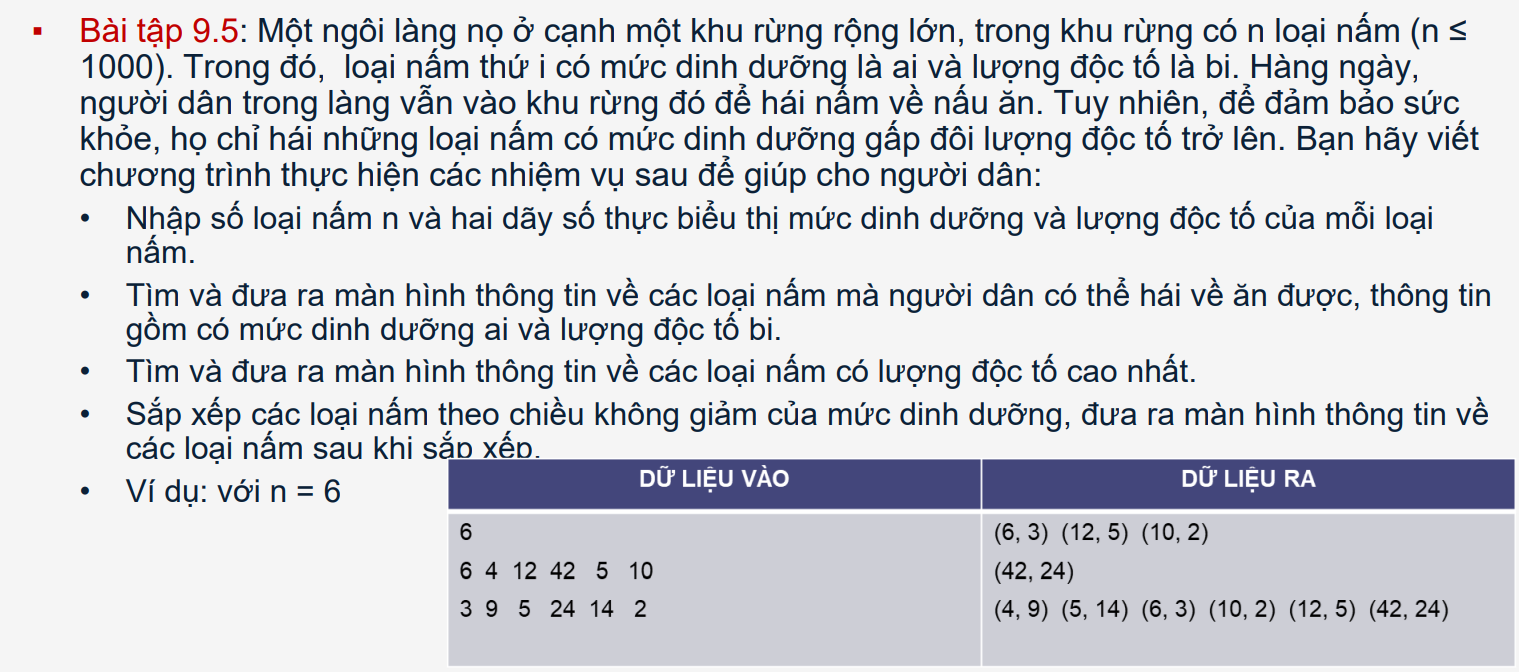 ▪ Bài tập 9.5: Một ngôi làng nọ ở cạnh một khu rừng rộng lớn, trong khu rừng có n loại nấm (n ≤
1000). Trong đó, loại nấm thứ i có mức dinh dưỡng là ai và lượng độc tố là bi. Hàng ngày,
người dân trong làng vẫn vào khu rừng đó để hái nấm về nấu ăn. Tuy nhiên, để đảm bảo sức
khỏe, họ chỉ hái những loại nấm có mức dinh dưỡng gấp đôi lượng độc tố trở lên. Bạn hãy viết
chương trình thực hiện các nhiệm vụ sau để giúp cho người dân:
• Nhập số loại nấm n và hai dãy số thực biểu thị mức dinh dưỡng và lượng độc tố của mỗi loại
nấm.
• Tìm và đưa ra màn hình thông tin về các loại nấm mà người dân có thể hái về ăn được, thông tin
gồm có mức dinh dưỡng ai và lượng độc tố bi.
• Tìm và đưa ra màn hình thông tin về các loại nấm có lượng độc tố cao nhất.
• Sắp xếp các loại nấm theo chiều không giảm của mức dinh dưỡng, đưa ra màn hình thông tin về
các loại nấm sau khi sắp xếp.
• Ví dụ: với n = 6
DỮ LIỆU VÀO DỮ LIỆU RA
6 (6, 3) (12, 5) (10, 2)
6 4 12 42 5 10 (42, 24)
3 9 5 24 14 2 (4, 9) (5, 14) (6, 3) (10, 2) (12, 5) (42, 24)